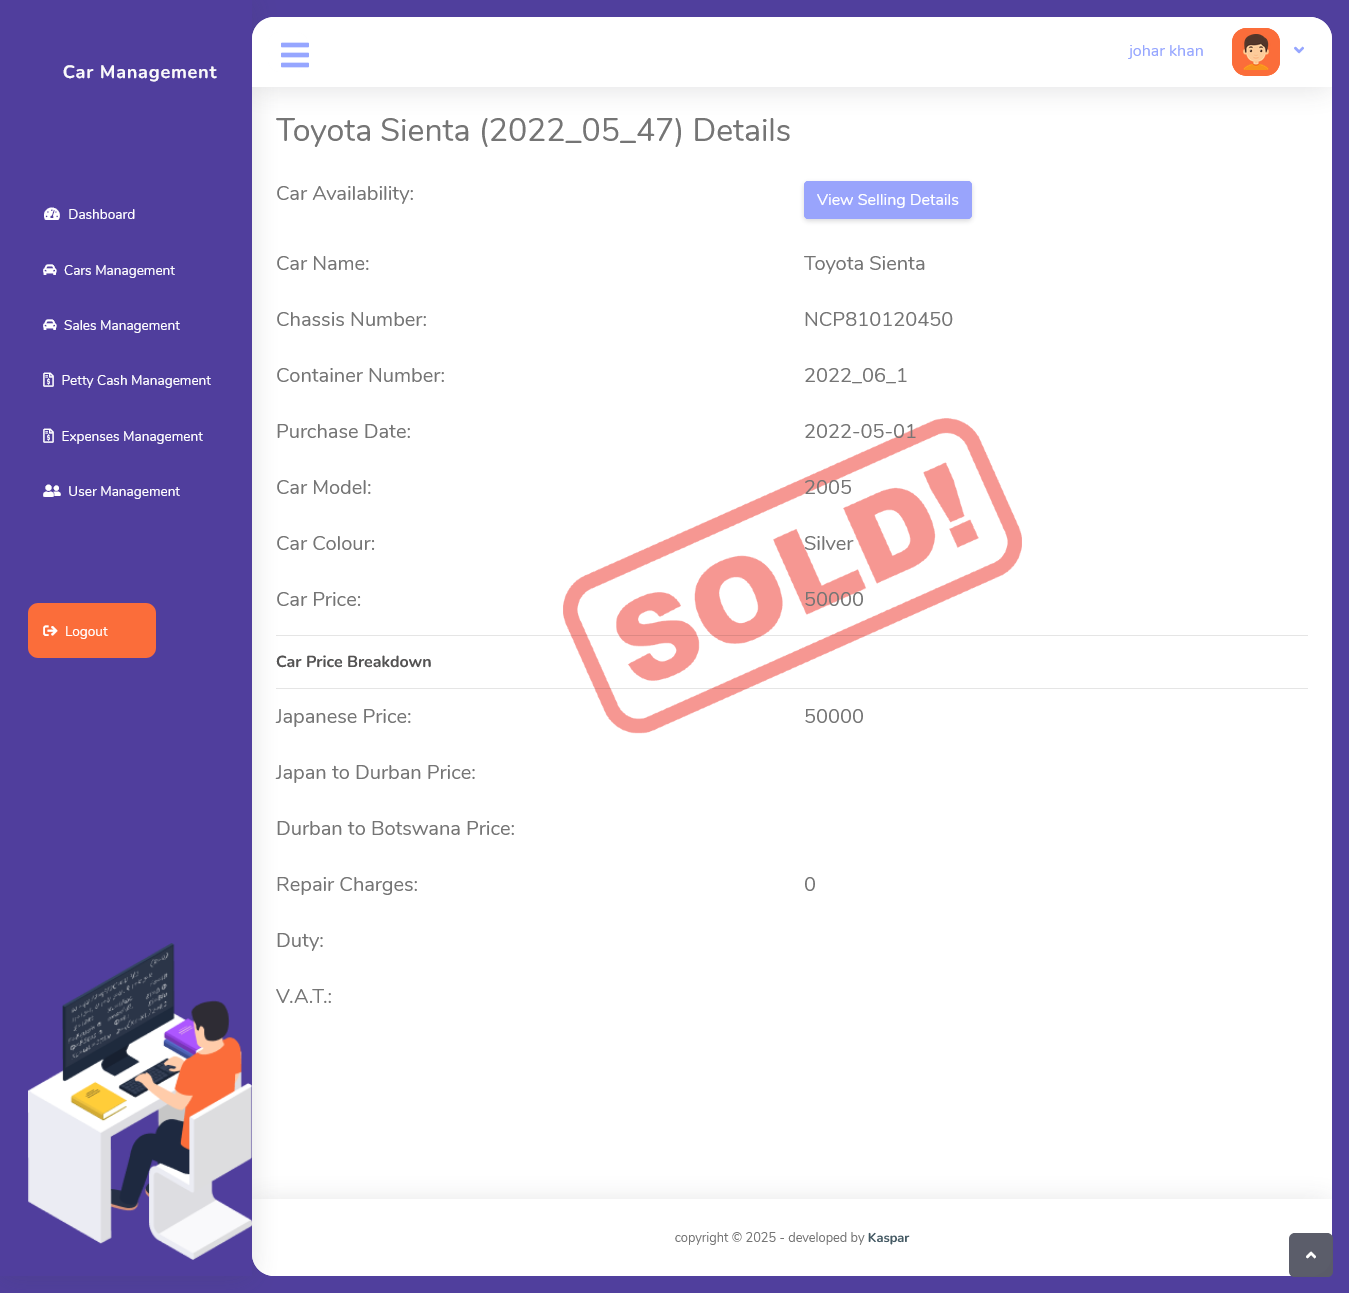 Car Management
johar khan
Dashboard
Cars Management
Sales Management
Petty Cash Management
Expenses Management
User Management
Logout
Toyota Sienta (2022_05_47) Details
Car Availability: View Selling Details
Car Name: Toyota Sienta
Chassis Number: NCP810120450
Container Number: 2022_06_1
Purchase Date: 2022-05-01
Car Model: 2005
Car Colour: Silver
Car Price: 50000
SOLD!
Car Price Breakdown
Japanese Price: 50000
Japan to Durban Price:
Durban to Botswana Price:
Repair Charges: 0
Duty:
V.A.T.:
copyright © 2025 - developed by Kaspar